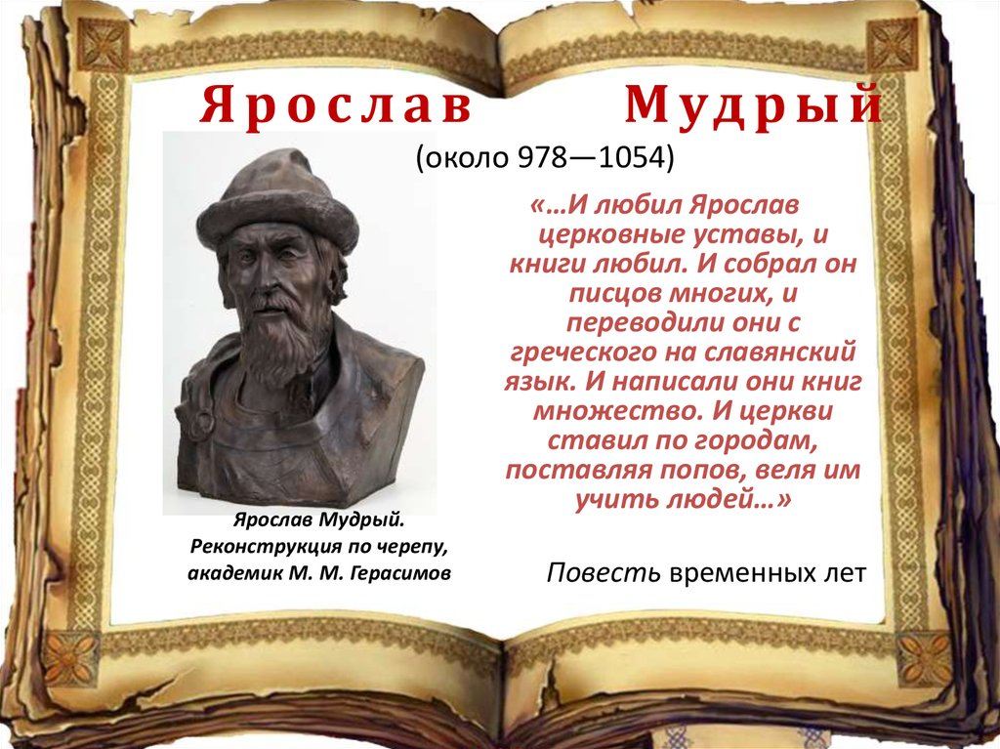 Ярослав Мудрый
(около 978—1054)
«…И любил Ярослав
церковные уставы, и
книги любил. И собрал он
писцов многих, и
переводили они с
греческого на славянский
язык. И написали они книг
множество. И церкви
ставил по городам,
поставляя попов, веля им
учить людей…»
Ярослав Мудрый.
Реконструкция по черепу,
академик М. М. Герасимов
Повесть временных лет